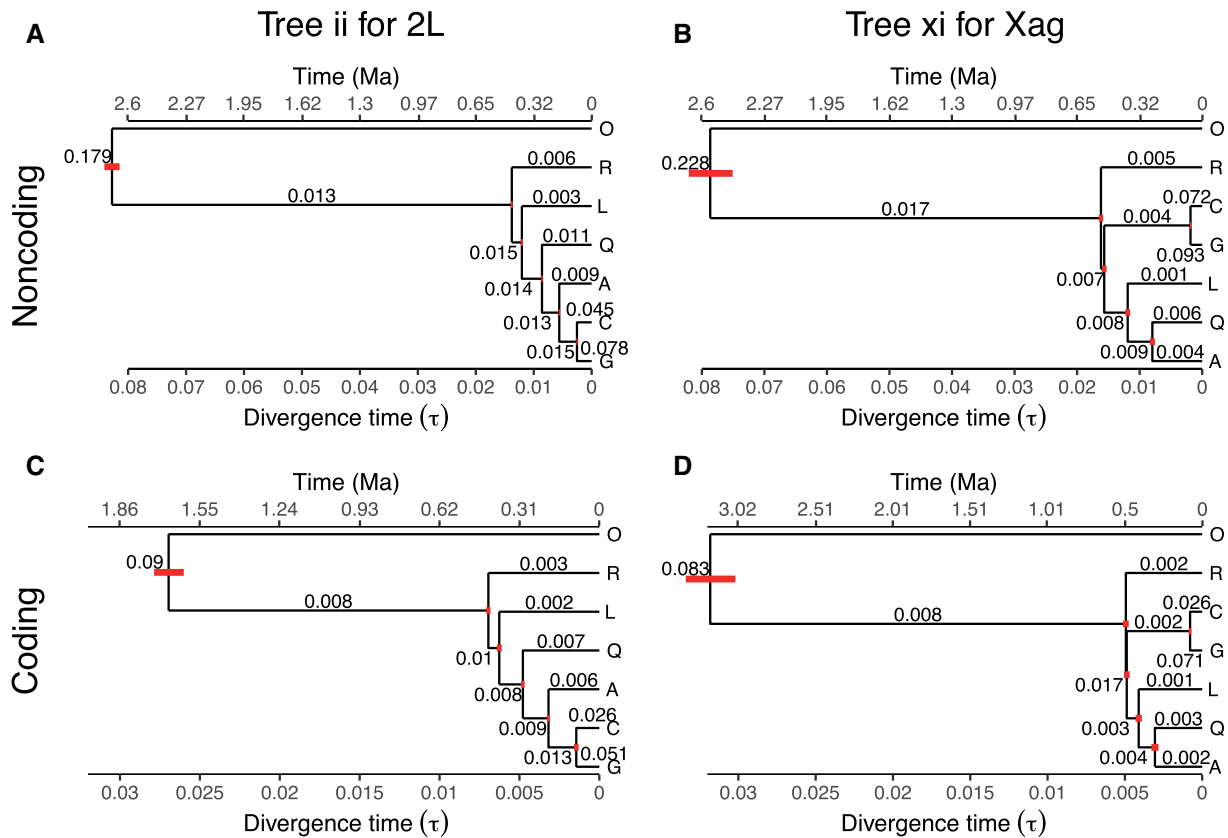 Tree ii for 2L
Tree xi for Xag
Noncoding
Coding
A
Time (Ma)
2.6 2.27 1.95 1.62 1.3 0.97 0.65 0.32 0
O
0.179
0.006
R
0.013
0.003
L
0.011
Q
0.015
0.009
A
0.014
0.045
C
0.013
0.015
0.078
G
0.08 0.07 0.06 0.05 0.04 0.03 0.02 0.01 0
Divergence time (τ)
B
Time (Ma)
2.6 2.27 1.95 1.62 1.3 0.97 0.65 0.32 0
O
0.228
0.005
R
0.072
C
0.017
0.004
G
0.093
0.007
0.001
L
0.008
0.006
Q
0.009
0.004
A
0.08 0.07 0.06 0.05 0.04 0.03 0.02 0.01 0
Divergence time (τ)
C
Time (Ma)
1.86 1.55 1.24 0.93 0.62 0.31 0
O
0.09
0.003
R
0.008
0.002
L
0.007
Q
0.01
0.006
A
0.008
0.026
C
0.009
0.013
0.051
G
0.03 0.025 0.02 0.015 0.01 0.005 0
Divergence time (τ)
D
Time (Ma)
3.02 2.51 2.01 1.51 1.01 0.5 0
O
0.083
0.002
R
0.026
C
0.008
0.002
G
0.071
0.017
0.001
L
0.003
0.003
Q
0.004
0.002
A
0.03 0.025 0.02 0.015 0.01 0.005 0
Divergence time (τ)